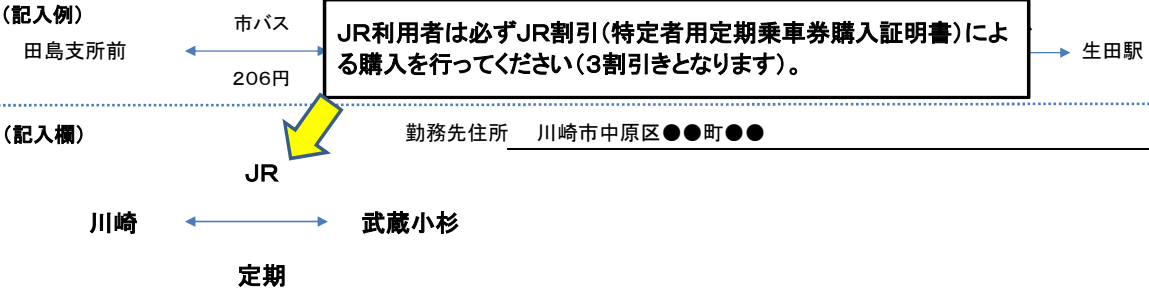 (記入例)
市バス
田島支所前
206円
JR利用者は必ずJR割引(特定者用定期乗車券購入証明書)によ
る購入を行ってください(3割引きとなります)。
生田駅
(記入欄)
勤務先住所 川崎市中原区●●町●●
JR
川崎
武蔵小杉
定期